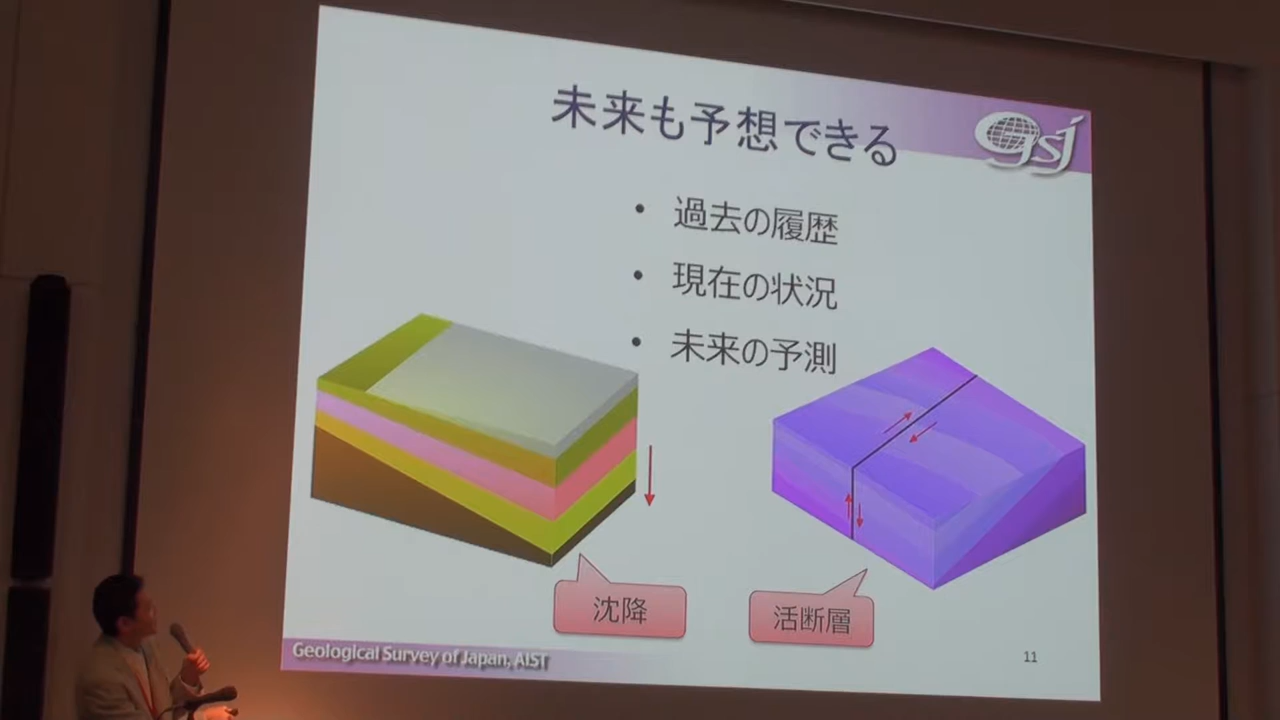 未来も予想できる
gsj
• 過去の履歴
• 現在の状況
• 未来の予測
沈降
活断層
Geological Survey of Japan, AIST
11